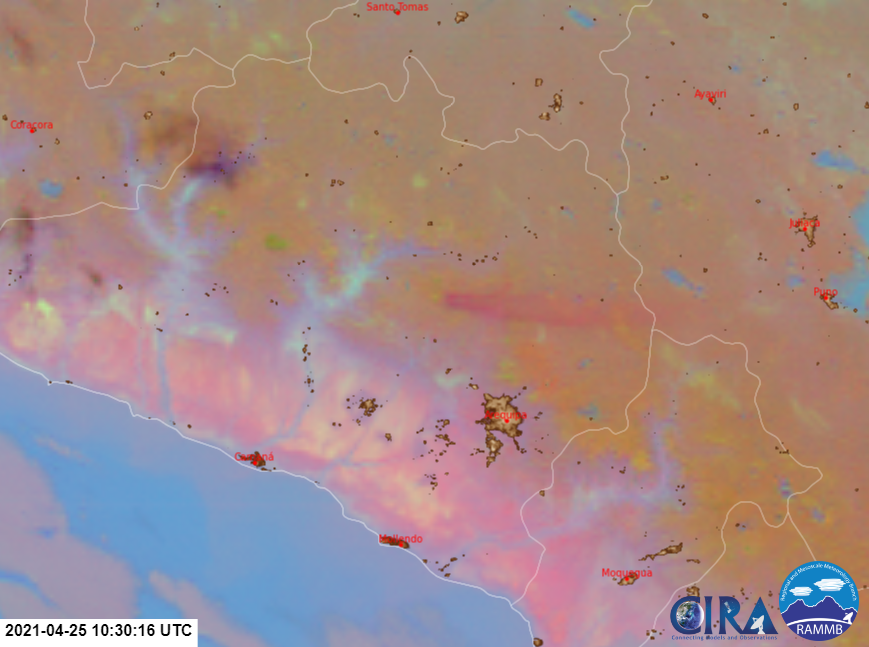 Santo Tomas
Ayaviri
Coracora
Juliaca
Puno
Arequipa
Camaná
Mollendo
Moquegua
2021-04-25 10:30:16 UTC
CIRA
Connecting Models and Observations
Regional and Mesoscale Meteorology Branch
RAMMB